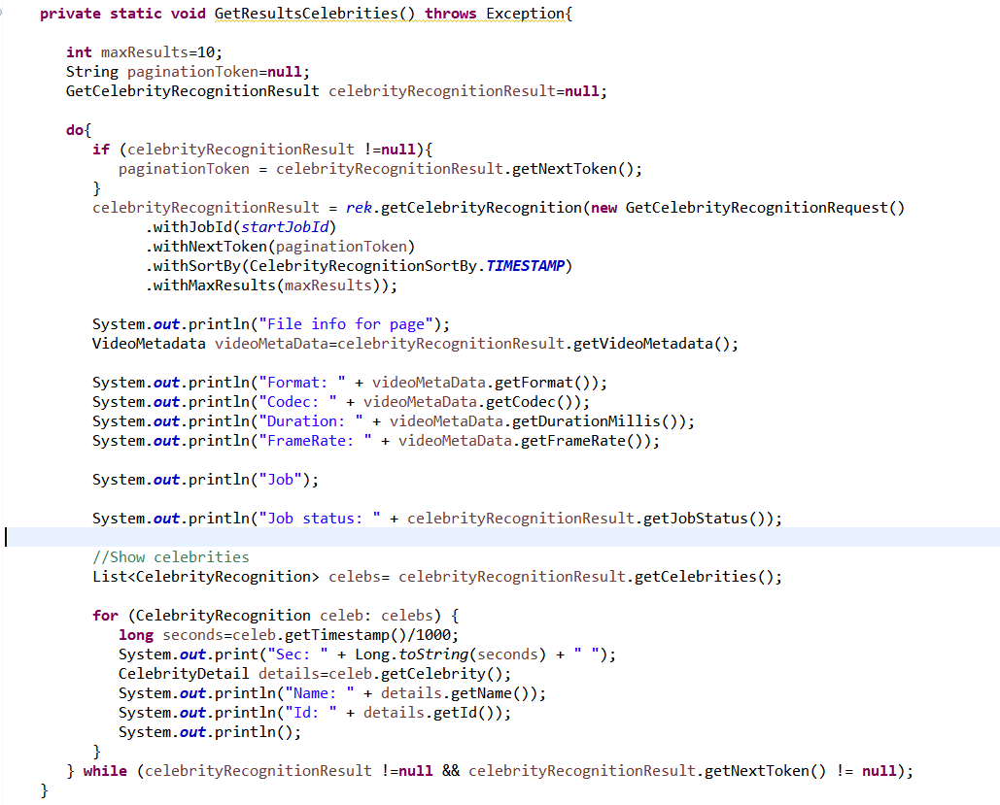 private static void GetResultsCelebrities() throws Exception{
int maxResults=10;
String paginationToken=null;
GetCelebrityRecognitionResult celebrityRecognitionResult=null;
do{
if (celebrityRecognitionResult !=null){
paginationToken = celebrityRecognitionResult.getNextToken();
}
celebrityRecognitionResult = rek.getCelebrityRecognition(new GetCelebrityRecognitionRequest()
.withJobId(startJobId)
.withNextToken(paginationToken)
.withSortBy(CelebrityRecognitionSortBy.TIMESTAMP)
.withMaxResults(maxResults));
System.out.println("File info for page");
VideoMetadata videoMetaData=celebrityRecognitionResult.getVideoMetadata();
System.out.println("Format: " + videoMetaData.getFormat());
System.out.println("Codec: " + videoMetaData.getCodec());
System.out.println("Duration: " + videoMetaData.getDurationMillis());
System.out.println("FrameRate: " + videoMetaData.getFrameRate());
System.out.println("Job");
System.out.println("Job status: " + celebrityRecognitionResult.getJobStatus());
//Show celebrities
List<CelebrityRecognition> celebs= celebrityRecognitionResult.getCelebrities();
for (CelebrityRecognition celeb: celebs) {
long seconds=celeb.getTimestamp()/1000;
System.out.print("Sec: " + Long.toString(seconds) + " ");
CelebrityDetail details=celeb.getCelebrity();
System.out.println("Name: " + details.getName());
System.out.println("Id: " + details.getId());
System.out.println();
}
} while (celebrityRecognitionResult !=null && celebrityRecognitionResult.getNextToken() != null);
}